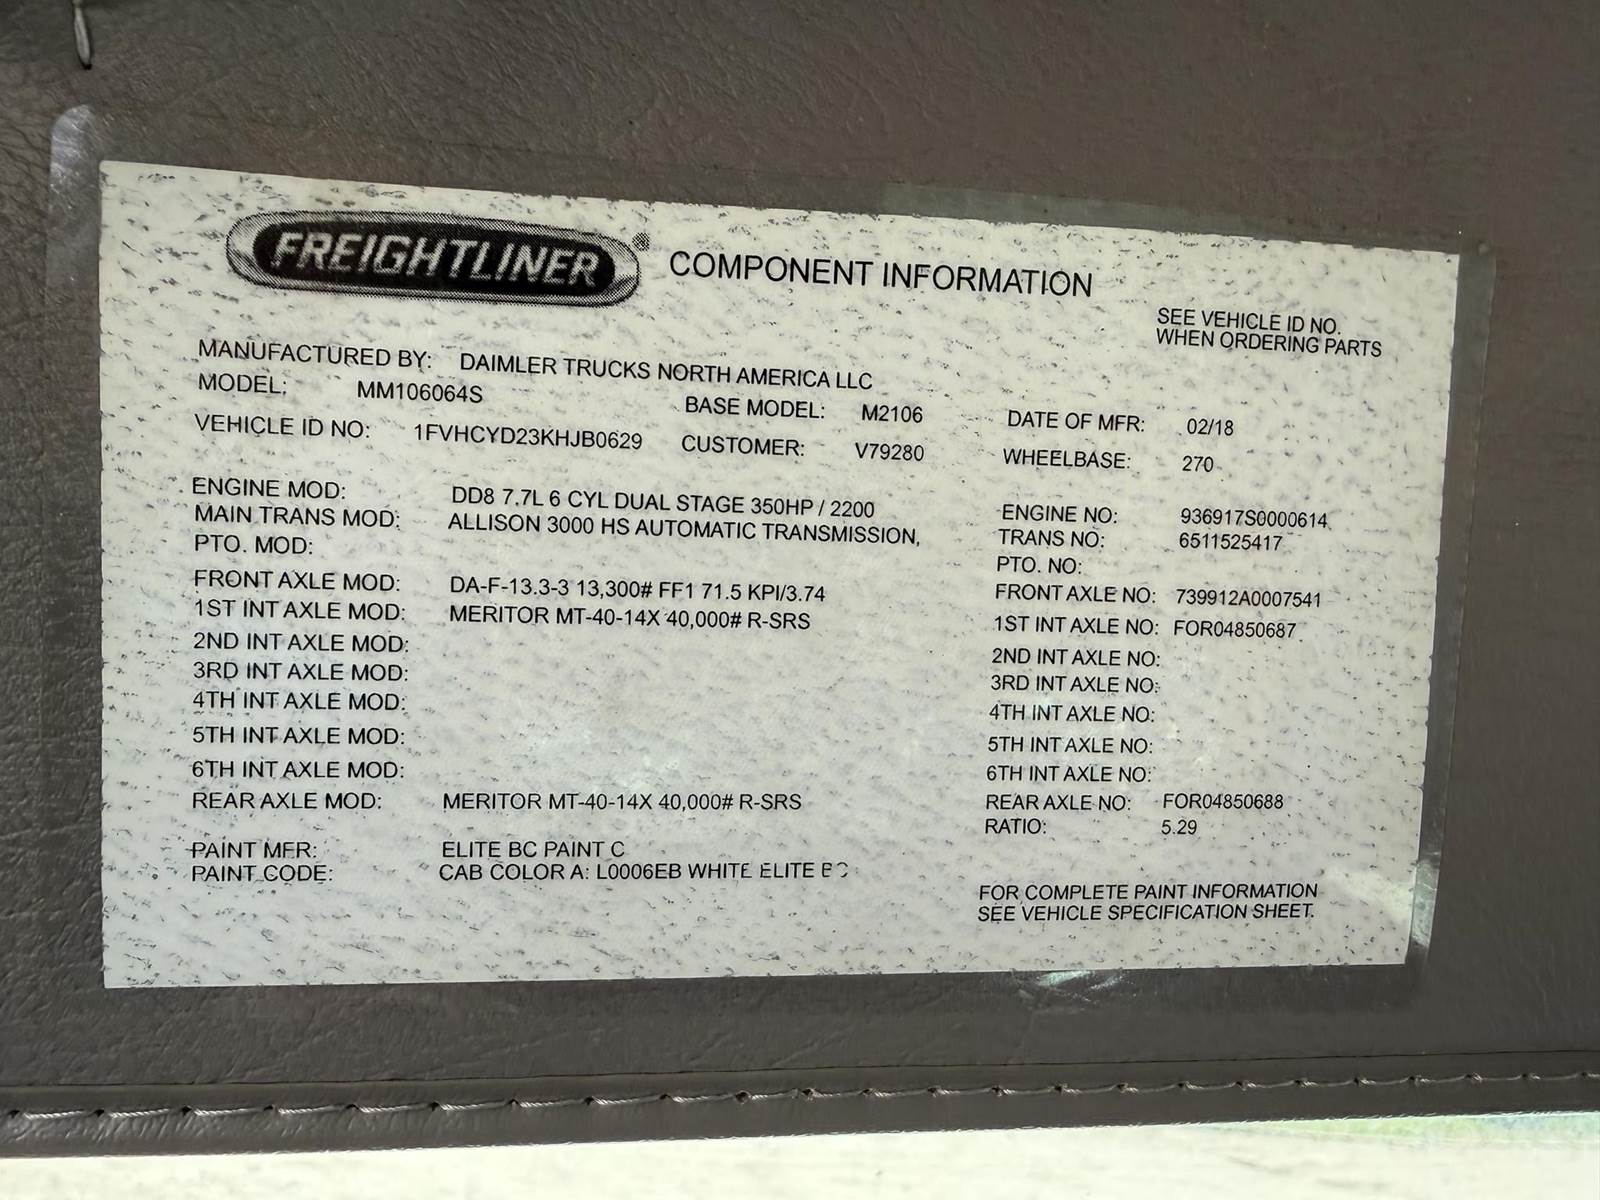 FREIGHTLINER® COMPONENT INFORMATION
SEE VEHICLE ID NO.
WHEN ORDERING PARTS
MANUFACTURED BY: DAIMLER TRUCKS NORTH AMERICA LLC
MODEL: MM106064S BASE MODEL: M2106 DATE OF MFR: 02/18
VEHICLE ID NO: 1FVHCYD23KHJB0629 CUSTOMER: V79280 WHEELBASE: 270
ENGINE MOD: DD8 7.7L 6 CYL DUAL STAGE 350HP / 2200 ENGINE NO: 936917S0000614
MAIN TRANS MOD: ALLISON 3000 HS AUTOMATIC TRANSMISSION, TRANS NO: 6511525417
PTO. MOD: PTO. NO:
FRONT AXLE MOD: DA-F-13.3-3 13,300# FF1 71.5 KPI/3.74 FRONT AXLE NO: 739912A0007541
1ST INT AXLE MOD: MERITOR MT-40-14X 40,000# R-SRS 1ST INT AXLE NO: FOR04850687
2ND INT AXLE MOD: 2ND INT AXLE NO:
3RD INT AXLE MOD: 3RD INT AXLE NO:
4TH INT AXLE MOD: 4TH INT AXLE NO:
5TH INT AXLE MOD: 5TH INT AXLE NO:
6TH INT AXLE MOD: 6TH INT AXLE NO:
REAR AXLE MOD: MERITOR MT-40-14X 40,000# R-SRS REAR AXLE NO: FOR04850688
RATIO: 5.29
PAINT MFR: ELITE BC PAINT C
PAINT CODE: CAB COLOR A: L0006EB WHITE ELITE BC
FOR COMPLETE PAINT INFORMATION
SEE VEHICLE SPECIFICATION SHEET.